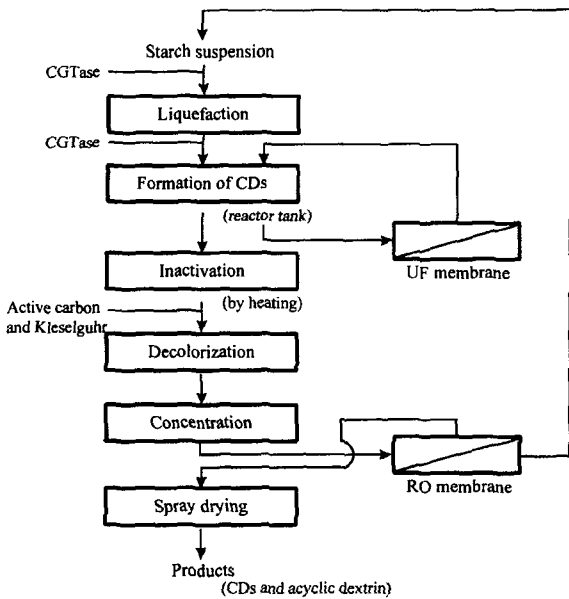 Starch suspension
CGTase
Liquefaction
CGTase
Formation of CDs
(reactor tank)
UF membrane
Inactivation
(by heating)
Active carbon
and Kleselguhr
Decolorization
Concentration
RO membrane
Spray drying
Products
(CDs and acyclic dextrin)